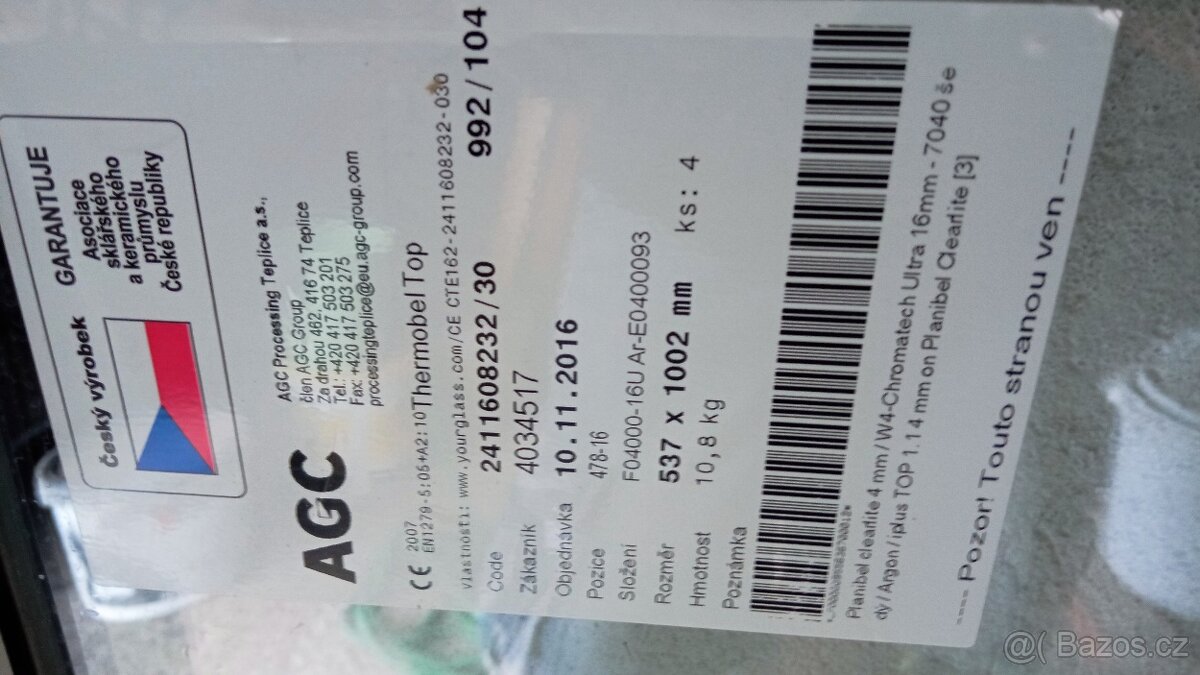 Český výrobek
GARANTUJE
Asociace
sklářského
a keramického
průmyslu
České republiky
AGC
AGC Processing Teplice a.s.,
člen AGC Group
Za drahou 462, 416 74 Teplice
Tel.: +420 417 503 201
Fax: +420 417 503 275
processingteplice@eu.agc-group.com
CE 2007
EN1279-5:05+A2:10 Thermobel Top
Vlastnosti: www.yourglass.com/CE CTE162-2411608232-030
Code 2411608232/30 992/104
Zákazník 4034517
Objednávka 10.11.2016
Pozice 478-16
Složení F04000-16U Ar-E0400093
Rozměr 537 x 1002 mm ks: 4
Hmotnost 10,8 kg
Poznámka
Planibel clearlite 4 mm / W4-Chromatech Ultra 16mm - 7040 še
dý / Argon / iplus TOP 1.1 4 mm on Planibel Clearlite [3]
---- Pozor! Touto stranou ven ----
@( Bazos.cz